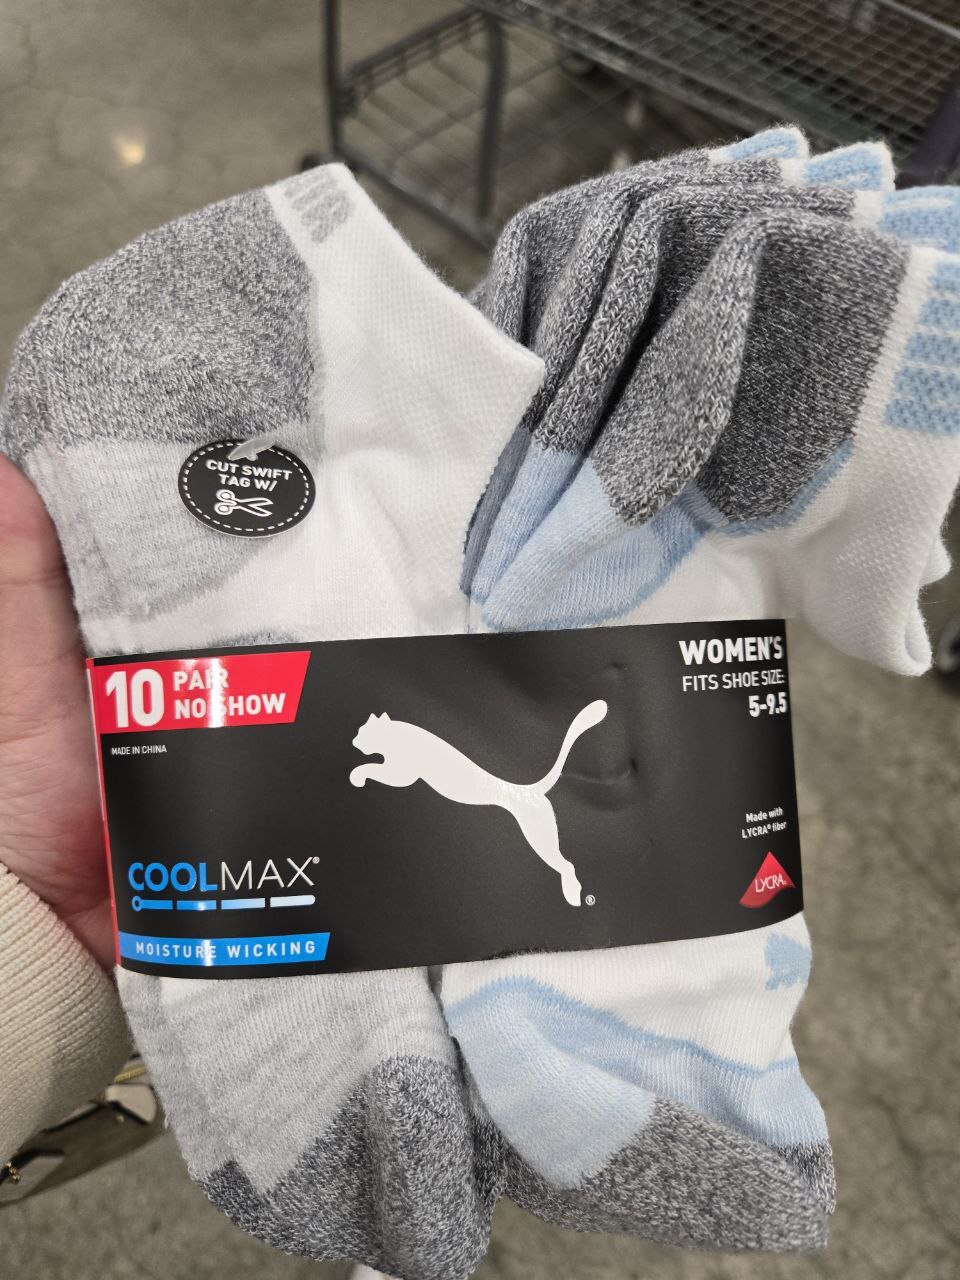 CUT SWIFT
TAG W/
10 PAIR
NO SHOW
MADE IN CHINA
WOMEN'S
FITS SHOE SIZE:
5-9.5
Made with
LYCRA® fiber
LYCRA®
COOLMAX®
MOISTURE WICKING
®